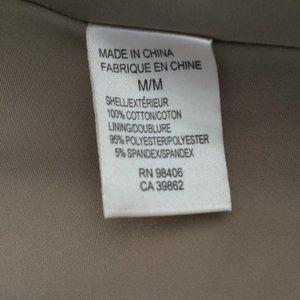 MADE IN CHINA
FABRIQUE EN CHINE
M/M
SHELL/EXTÉRIEUR
100% COTTON/COTON
LINING/DOUBLURE
95% POLYESTER/POLYESTER
5% SPANDEX/SPANDEX
RN 98406
CA 39862